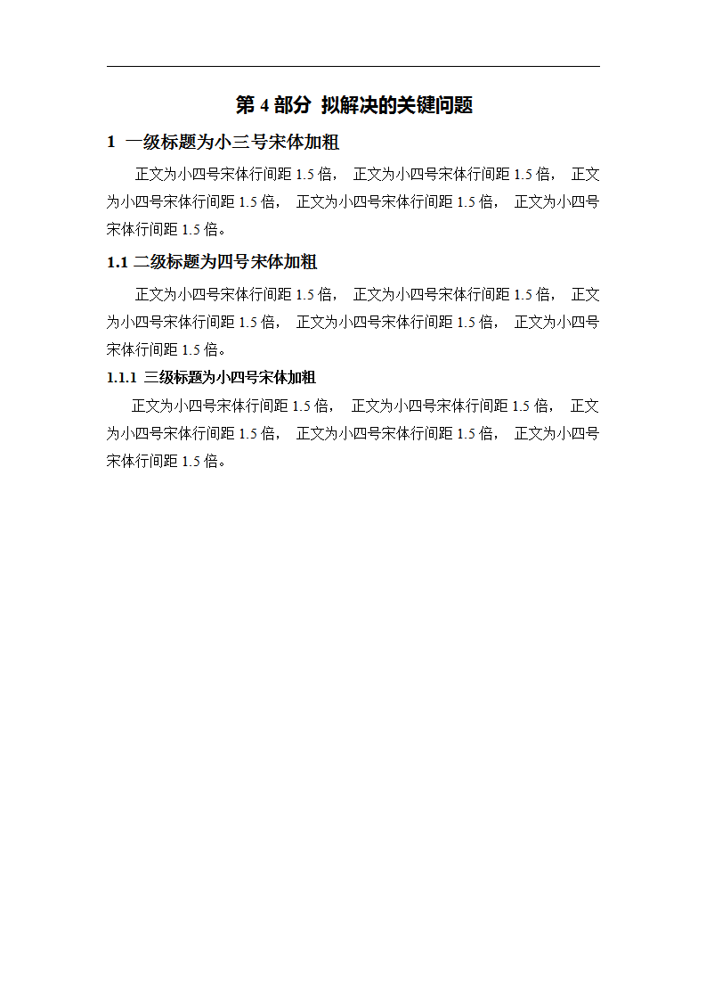 第 4 部分 拟解决的关键问题
1 一级标题为小三号宋体加粗
正文为小四号宋体行间距 1.5 倍， 正文为小四号宋体行间距 1.5 倍， 正文
为小四号宋体行间距 1.5 倍， 正文为小四号宋体行间距 1.5 倍， 正文为小四号
宋体行间距 1.5 倍。
1.1 二级标题为四号宋体加粗
正文为小四号宋体行间距 1.5 倍， 正文为小四号宋体行间距 1.5 倍， 正文
为小四号宋体行间距 1.5 倍， 正文为小四号宋体行间距 1.5 倍， 正文为小四号
宋体行间距 1.5 倍。
1.1.1 三级标题为小四号宋体加粗
正文为小四号宋体行间距 1.5 倍， 正文为小四号宋体行间距 1.5 倍， 正文
为小四号宋体行间距 1.5 倍， 正文为小四号宋体行间距 1.5 倍， 正文为小四号
宋体行间距 1.5 倍。